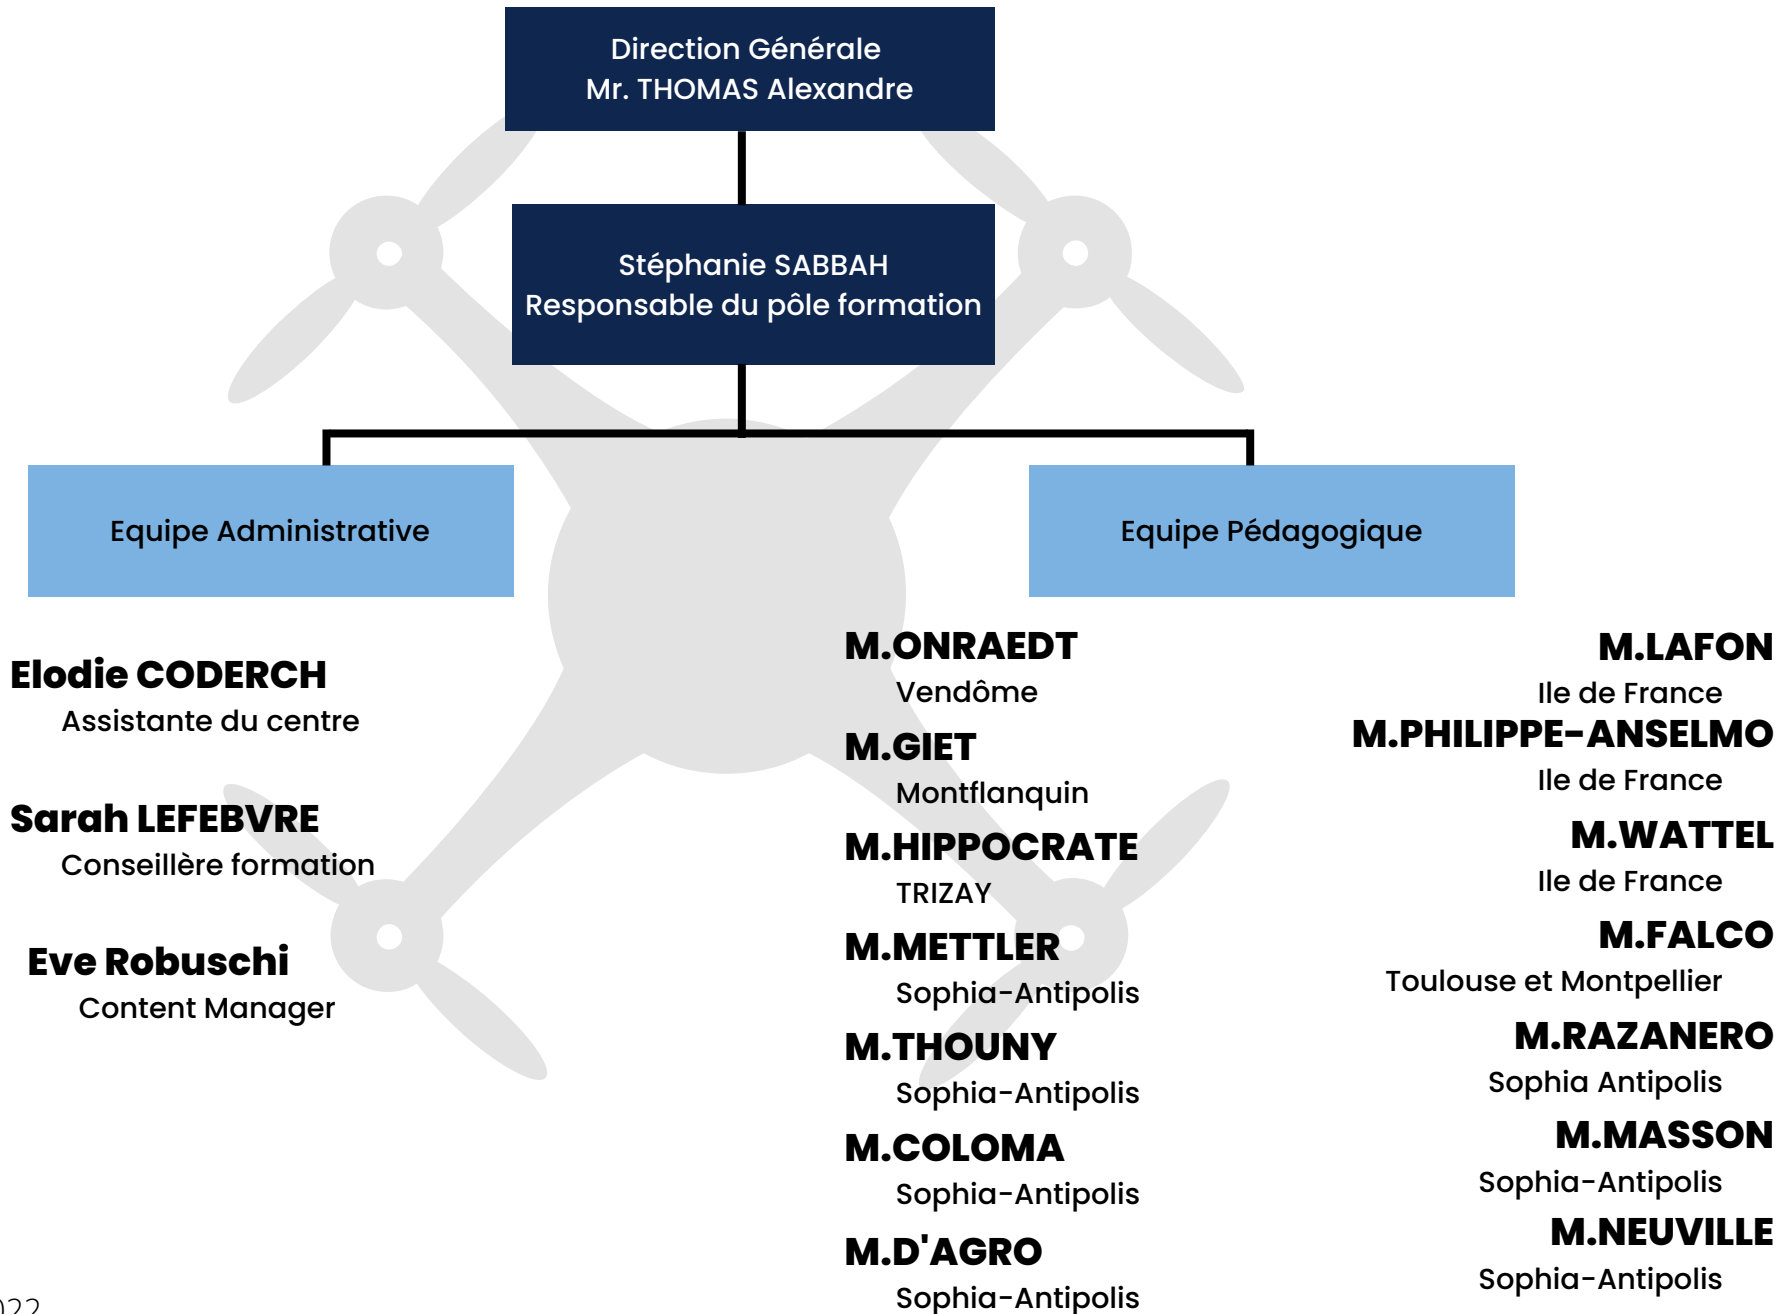 Direction Générale
Mr. THOMAS Alexandre
Stéphanie SABBAH
Responsable du pôle formation
Equipe Administrative
Equipe Pédagogique
Elodie CODERCH
Assistante du centre
Sarah LEFEBVRE
Conseillère formation
Eve Robuschi
Content Manager
M.ONRAEDT
Vendôme
M.GIET
Montflanquin
M.HIPPOCRATE
TRIZAY
M.METTLER
Sophia-Antipolis
M.THOUNY
Sophia-Antipolis
M.COLOMA
Sophia-Antipolis
M.D'AGRO
Sophia-Antipolis
M.LAFON
Ile de France
M.PHILIPPE-ANSELMO
Ile de France
M.WATTEL
Ile de France
M.FALCO
Toulouse et Montpellier
M.RAZANERO
Sophia Antipolis
M.MASSON
Sophia-Antipolis
M.NEUVILLE
Sophia-Antipolis